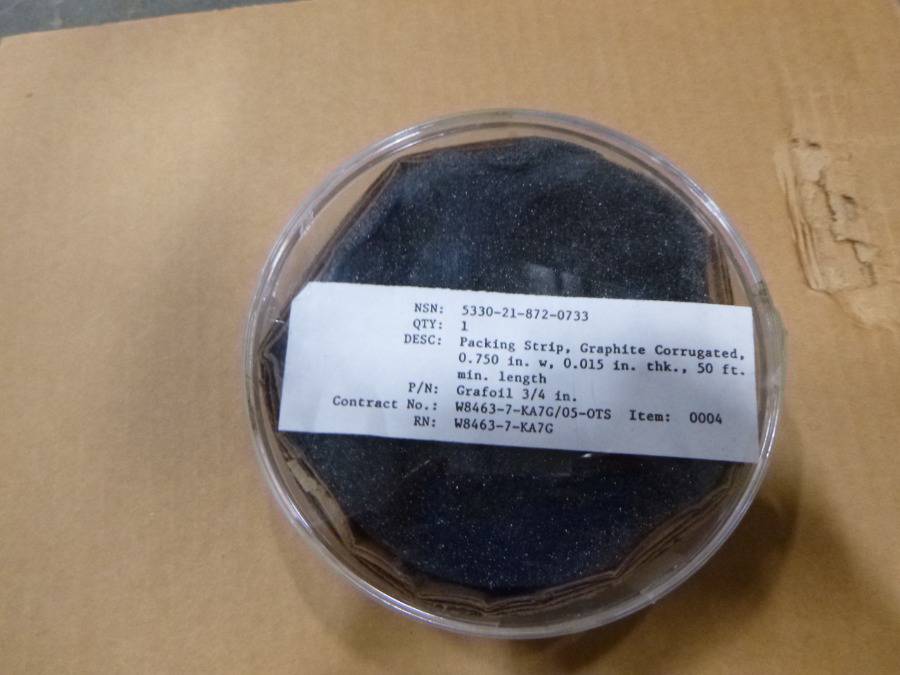 NSN: 5330-21-872-0733
QTY: 1
DESC: Packing Strip, Graphite Corrugated,
0.750 in. w, 0.015 in. thk., 50 ft.
min. length
P/N: Grafoil 3/4 in.
Contract No.: W8463-7-KA7G/05-OTS Item: 0004
RN: W8463-7-KA7G